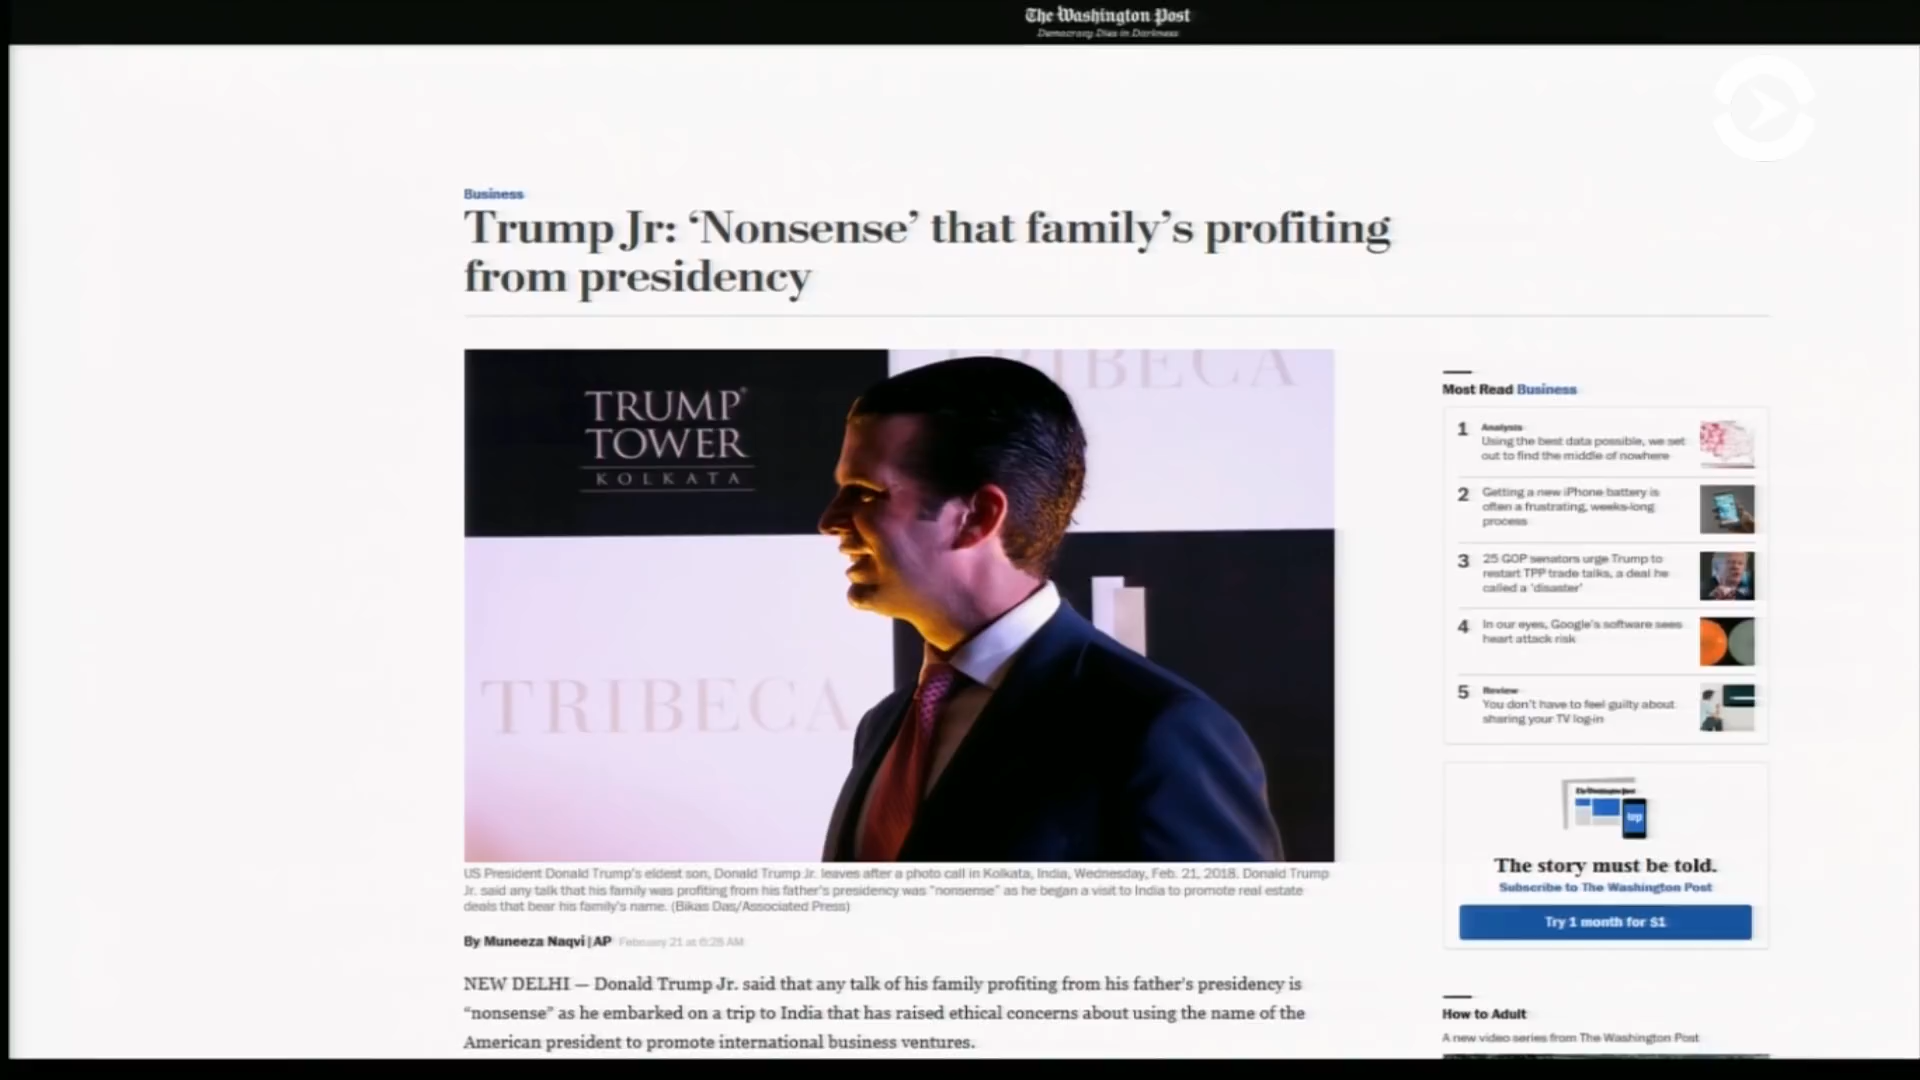 The Washington Post
Democracy Dies in Darkness
Business
Trump Jr: ‘Nonsense’ that family’s profiting
from presidency
TRUMP
TOWER
KOLKATA
TRIBECA
TRIBECA
US President Donald Trump’s eldest son, Donald Trump Jr. leaves after a photo call in Kolkata, India, Wednesday, Feb. 21, 2018. Donald Trump
Jr. said any talk that his family was profiting from his father’s presidency was “nonsense” as he began a visit to India to promote real estate
deals that bear his family’s name. (Bikas Das/Associated Press)
By Muneeza Naqvi | AP February 21 at 6:28 AM
NEW DELHI — Donald Trump Jr. said that any talk of his family profiting from his father’s presidency is
“nonsense” as he embarked on a trip to India that has raised ethical concerns about using the name of the
American president to promote international business ventures.
Most Read Business
1 Analysis
Using the best data possible, we set
out to find the middle of nowhere
2 Getting a new iPhone battery is
often a frustrating, weeks-long
process
3 25 GOP senators urge Trump to
restart TPP trade talks, a deal he
called a ‘disaster’
4 In our eyes, Google’s software sees
heart attack risk
5 Review
You don’t have to feel guilty about
sharing your TV log-in
The Washington Post
wp
The story must be told.
Subscribe to The Washington Post
Try 1 month for $1
How to Adult
A new video series from The Washington Post